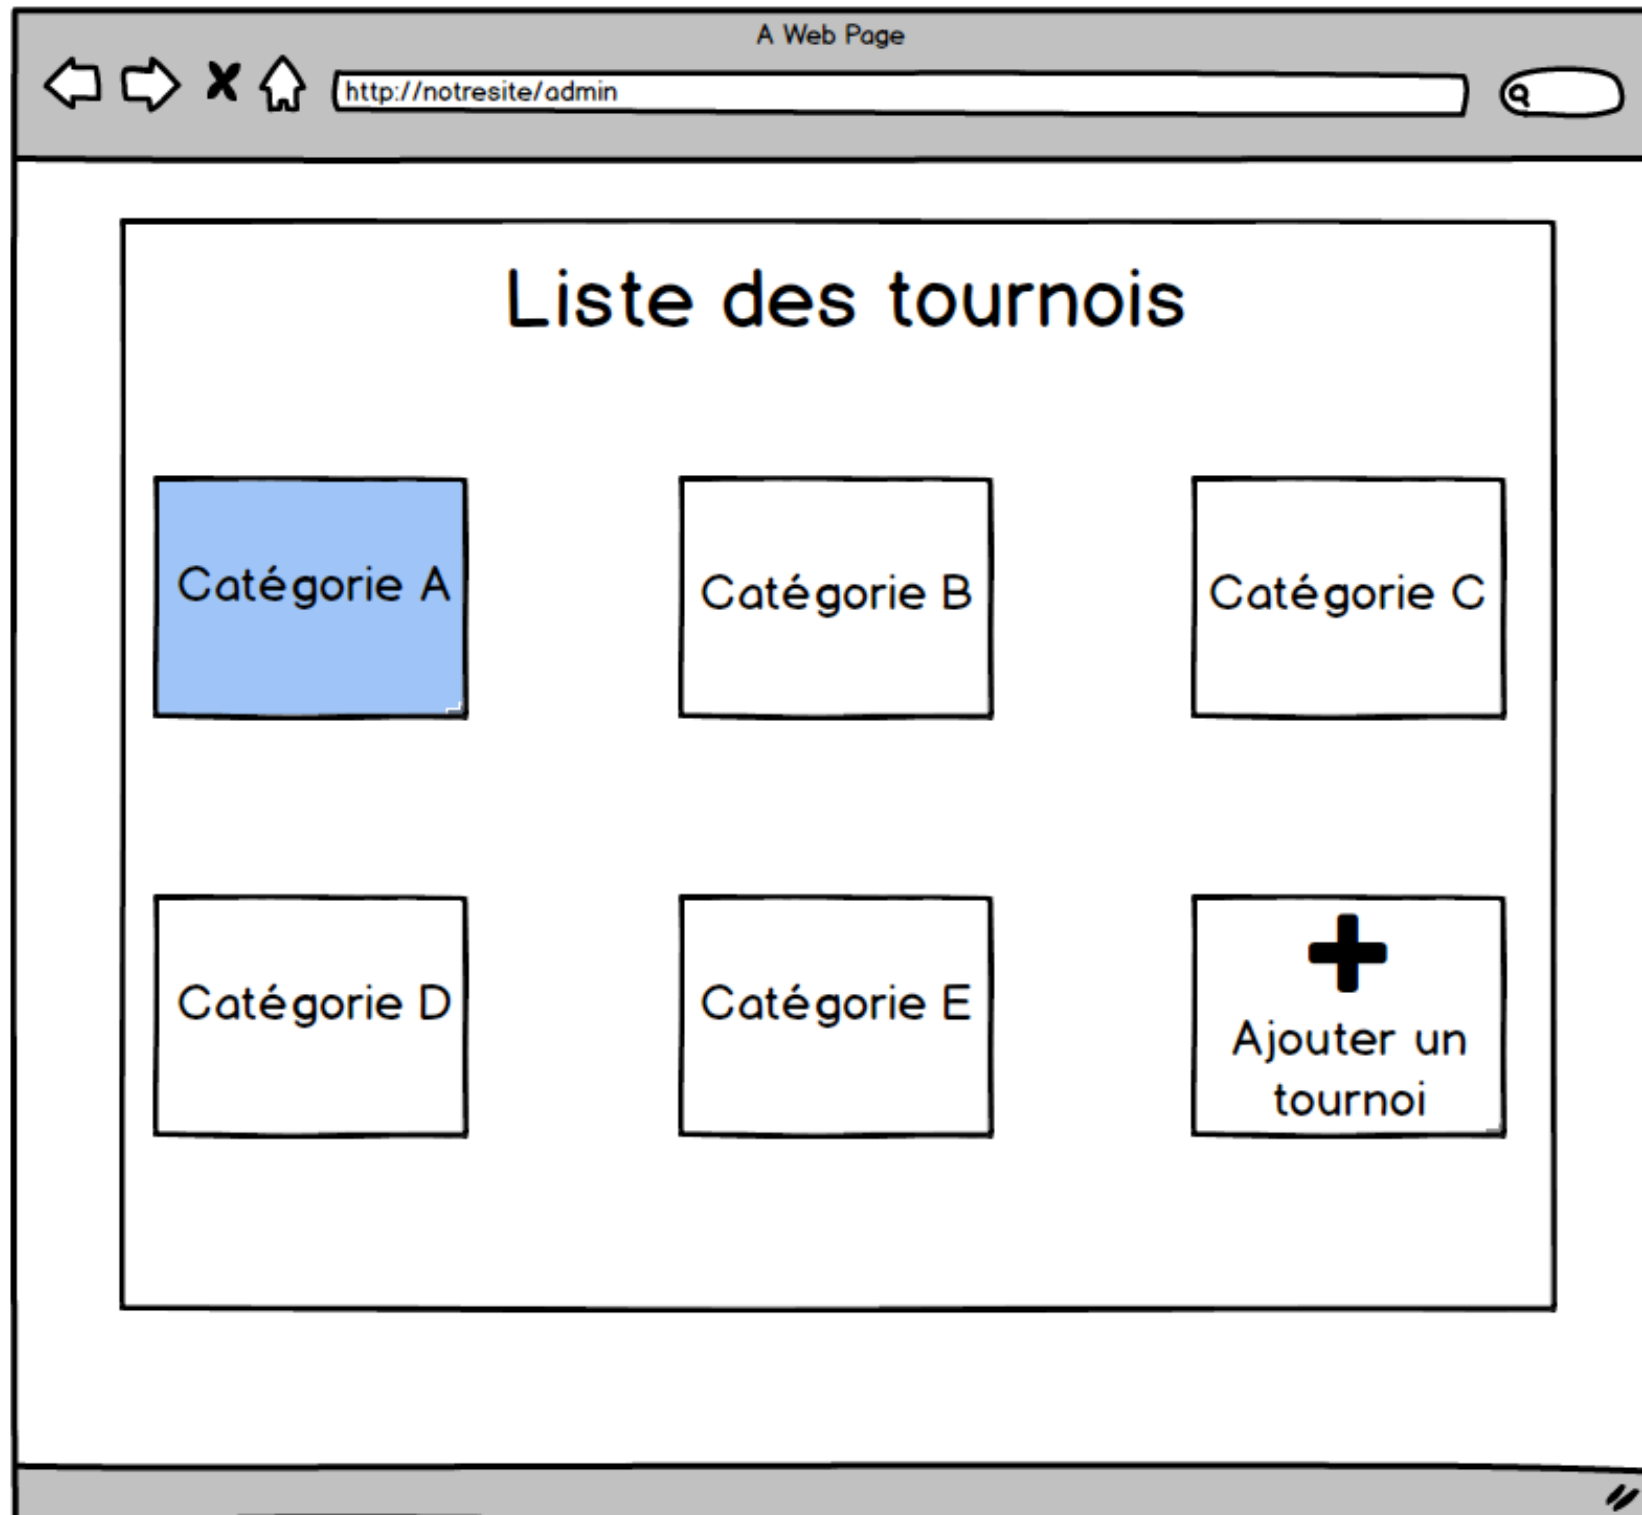 A Web Page
http://notresite/admin
Liste des tournois
Catégorie A
Catégorie B
Catégorie C
Catégorie D
Catégorie E
Ajouter un
tournoi